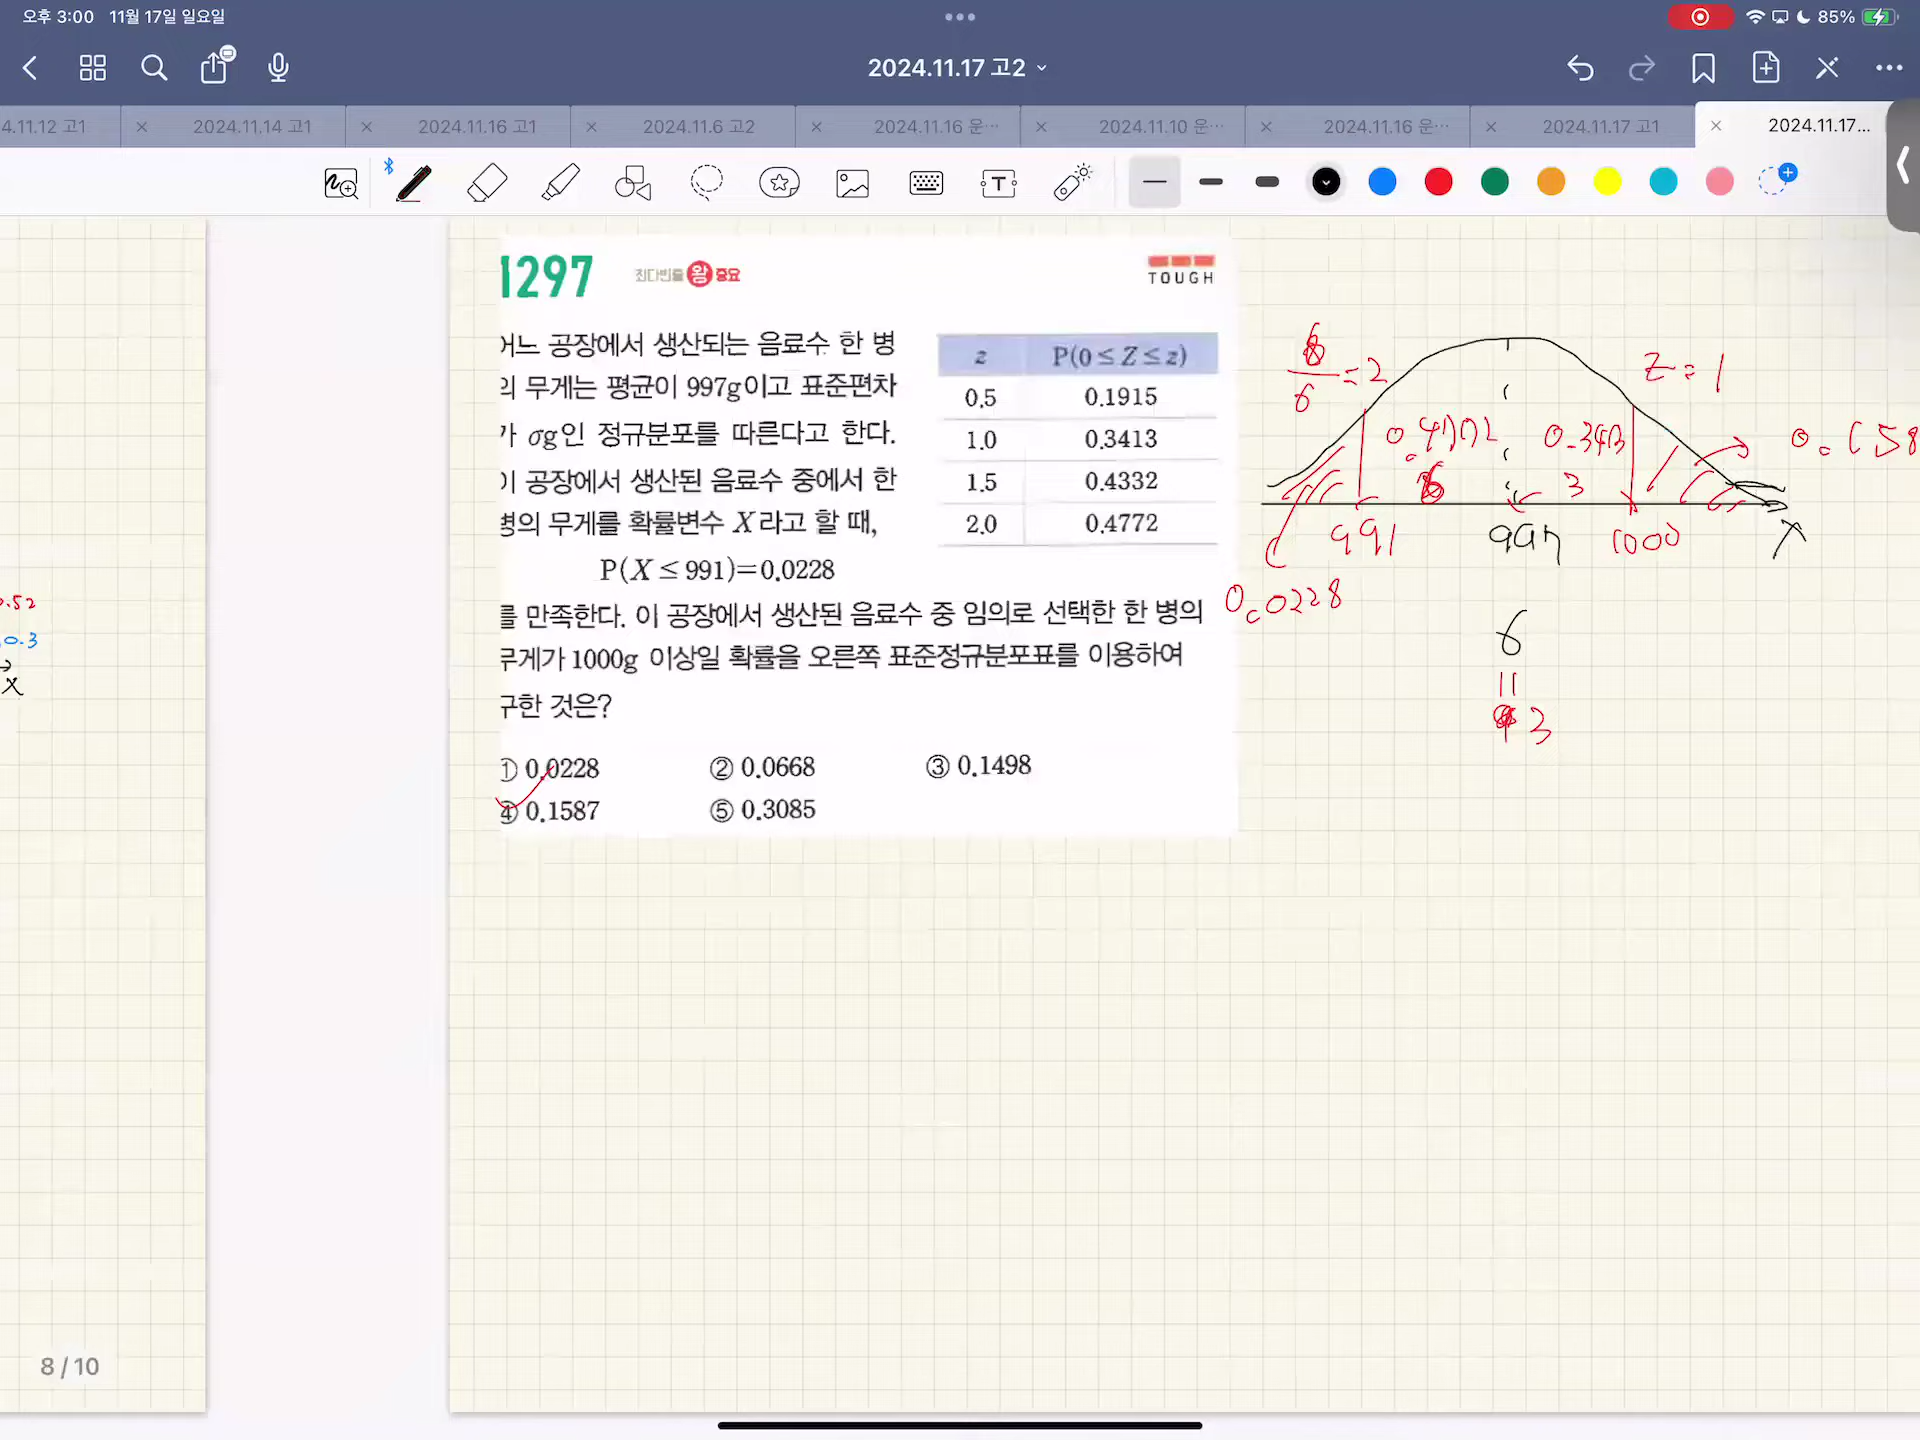 오후 3:00 11월 17일 일요일
85%
2024.11.17 고2
4.11.12 고1
2024.11.14 고1
2024.11.16 고1
2024.11.6 고2
2024.11.16 운…
2024.11.10 운…
2024.11.16 운…
2024.11.17 고1
2024.11.17...
1297
최다빈출 왕 중요
TOUGH
어느 공장에서 생산되는 음료수 한 병
의 무게는 평균이 997g이고 표준편차
가 σg인 정규분포를 따른다고 한다.
이 공장에서 생산된 음료수 중에서 한
병의 무게를 확률변수 X라고 할 때,
P(X ≤ 991)=0.0228
를 만족한다. 이 공장에서 생산된 음료수 중 임의로 선택한 한 병의
무게가 1000g 이상일 확률을 오른쪽 표준정규분포표를 이용하여
구한 것은?
z P(0 ≤ Z ≤ z)
0.5 0.1915
1.0 0.3413
1.5 0.4332
2.0 0.4772
① 0.0228 ② 0.0668 ③ 0.1498
④ 0.1587 ⑤ 0.3085
=2
z = 1
3
991 997 1000 X
0.0228
6
3
0.52
0.3
X
8 / 10